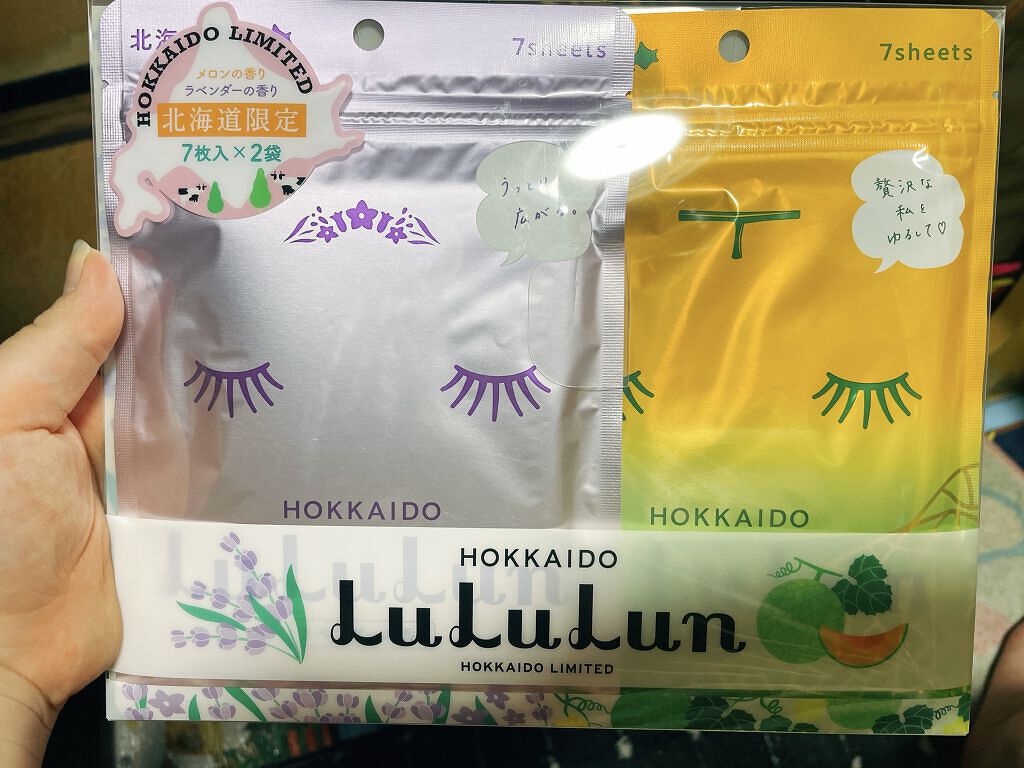 北海
HOKKAIDO LIMITED
メロンの香り
ラベンダーの香り
北海道限定
7枚入×2袋
7sheets
7sheets
うっとり
広がる。
贅沢な
私を
ゆるして♡
HOKKAIDO
HOKKAIDO
LuLuLun
HOKKAIDO
LuLuLun
HOKKAIDO LIMITED